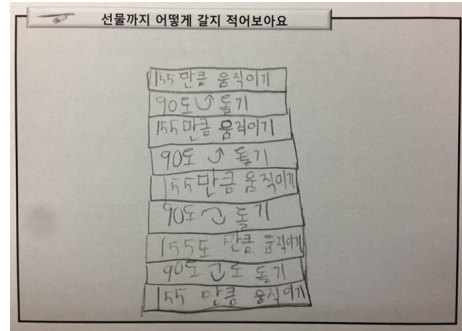 선물까지 어떻게 갈지 적어보아요
155만큼 움직이기
90도 돌기
155만큼 움직이기
90도 돌기
155만큼 움직이기
90도 돌기
155도 만큼 움직이기
90도 도 돌기
155 만큼 움직이기